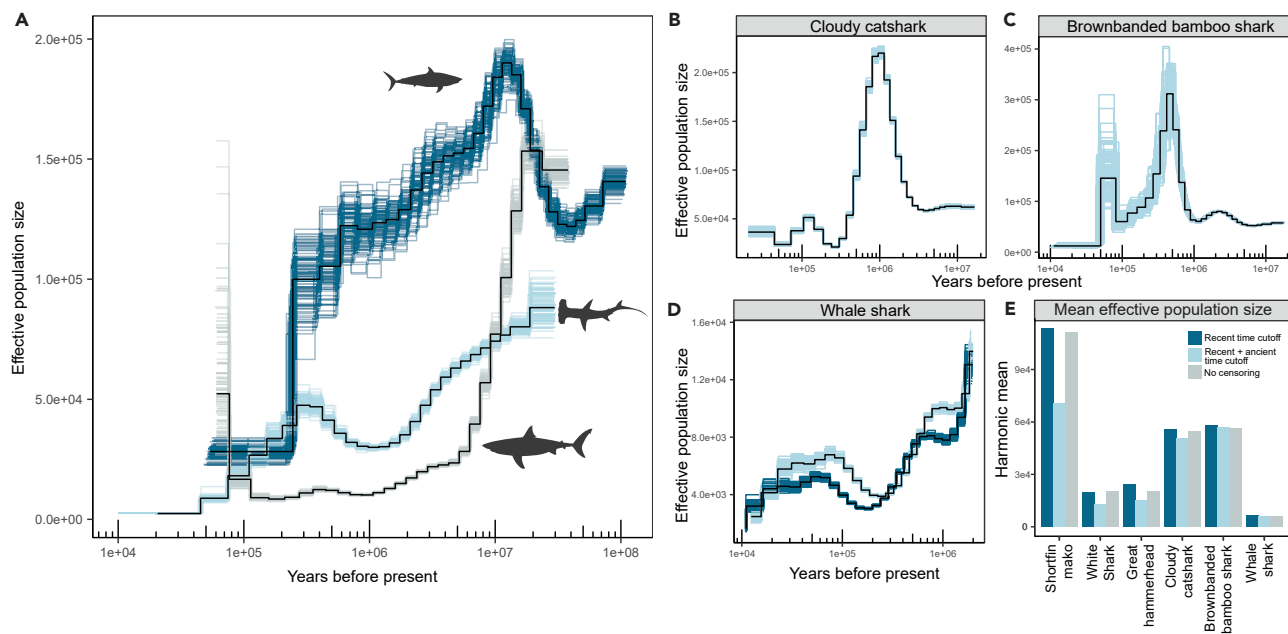 A
Effective population size
2.0e+05
1.5e+05
1.0e+05
5.0e+04
0.0e+00
1e+04
1e+05
1e+06
1e+07
1e+08
Years before present
B
Cloudy catshark
Effective population size
2.0e+05
1.5e+05
1.0e+05
5.0e+04
1e+05
1e+06
1e+07
C
Brownbanded bamboo shark
4e+05
3e+05
2e+05
1e+05
0e+00
1e+04
1e+05
1e+06
1e+07
Years before present
D
Whale shark
Effective population size
1.6e+04
1.2e+04
8.0e+03
4.0e+03
1e+04
1e+05
1e+06
Years before present
E
Mean effective population size
Harmonic mean
9e4
6e4
3e4
0
Recent time cutoff
Recent + ancient
time cutoff
No censoring
Shortfin
mako
White
Shark
Great
hammerhead
Cloudy
catshark
Brownbanded
bamboo shark
Whale
shark